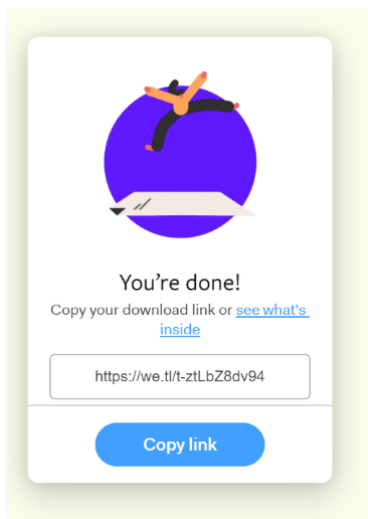 You're done!
Copy your download link or see what's
inside
https://we.tl/t-ztLbZ8dv94
Copy link